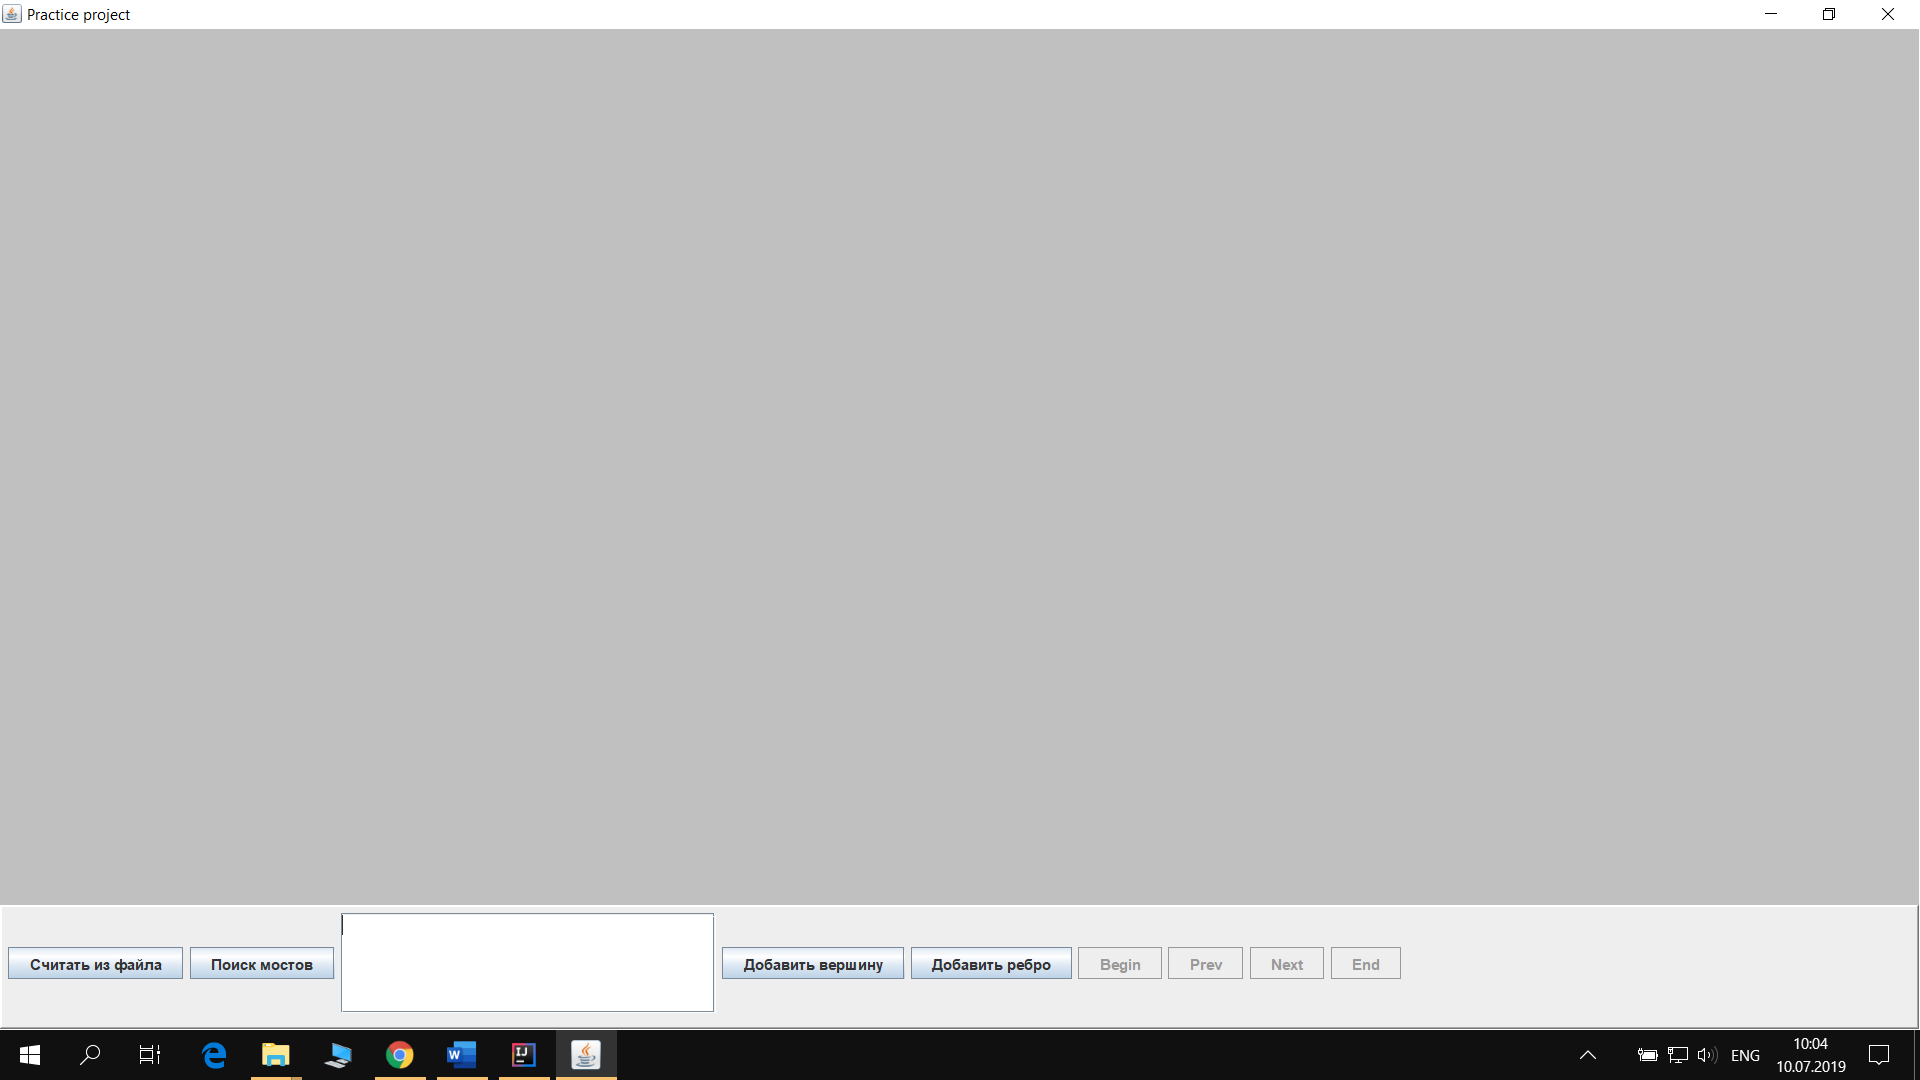 Practice project
Считать из файла
Поиск мостов
Добавить вершину
Добавить ребро
Begin
Prev
Next
End
ENG
10:04
10.07.2019